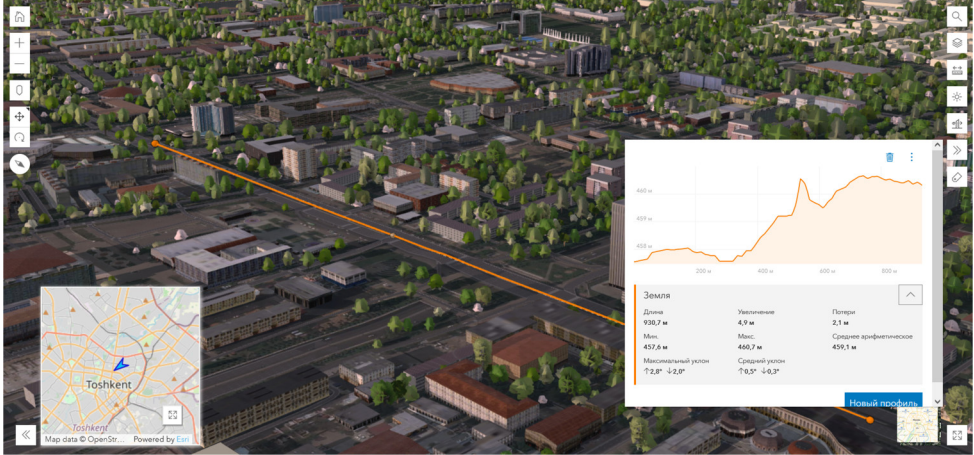 460 м
459 м
458 м
200 м
400 м
600 м
800 м
Земля
Длина
Увеличение
Потери
930,7 м
4,9 м
2,1 м
Мин.
Макс.
Среднее арифметическое
457,6 м
460,7 м
459,1 м
Максимальный уклон
Средний уклон
↑2,8° ↓2,0°
↑0,5° ↓0,3°
Новый профиль
Toshkent
Toshkent
Map data © OpenStr... Powered by Esri